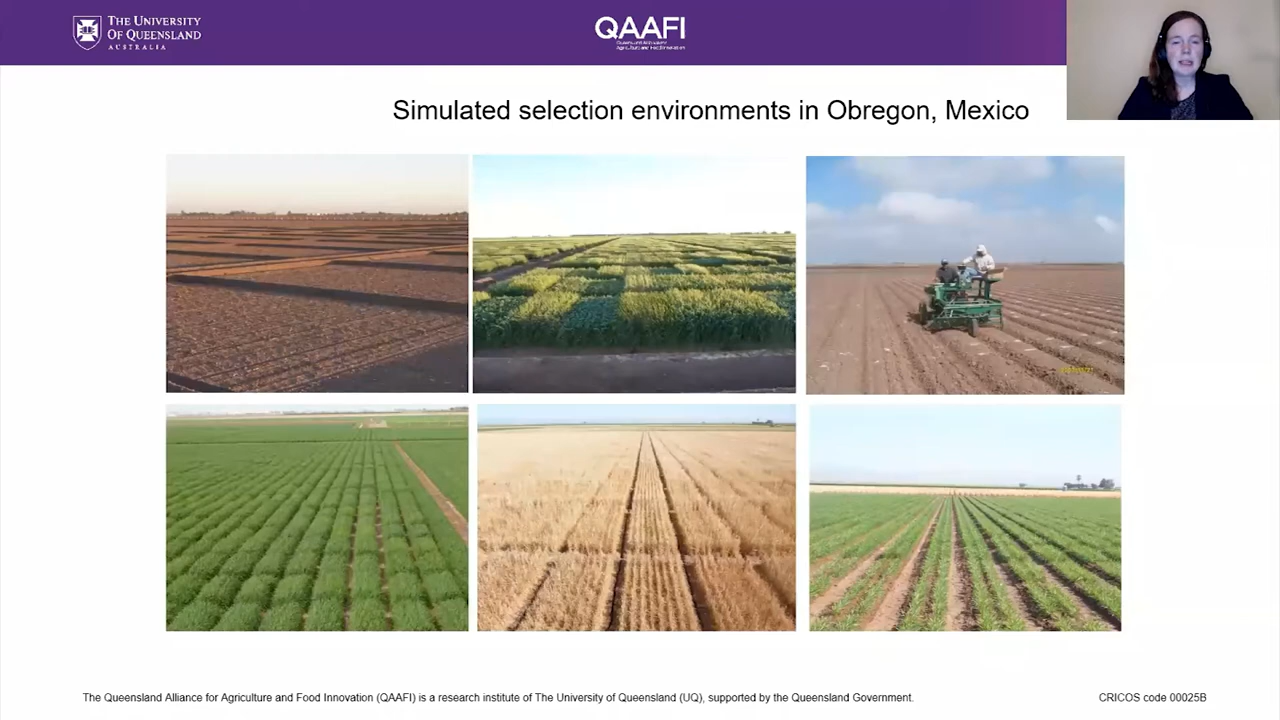 THE UNIVERSITY
OF QUEENSLAND
AUSTRALIA
QAAFI
Simulated selection environments in Obregon, Mexico
The Queensland Alliance for Agriculture and Food Innovation (QAAFI) is a research institute of The University of Queensland (UQ), supported by the Queensland Government.
CRICOS code 00025B